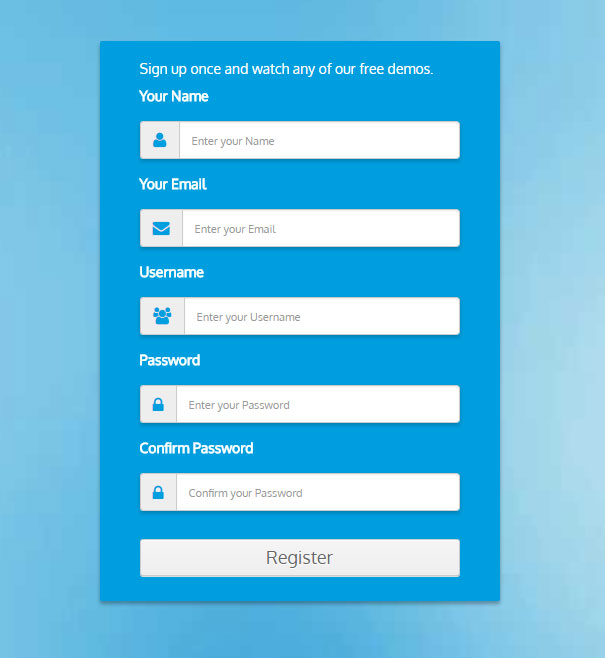 Sign up once and watch any of our free demos.
Your Name
Enter your Name
Your Email
Enter your Email
Username
Enter your Username
Password
Enter your Password
Confirm Password
Confirm your Password
Register